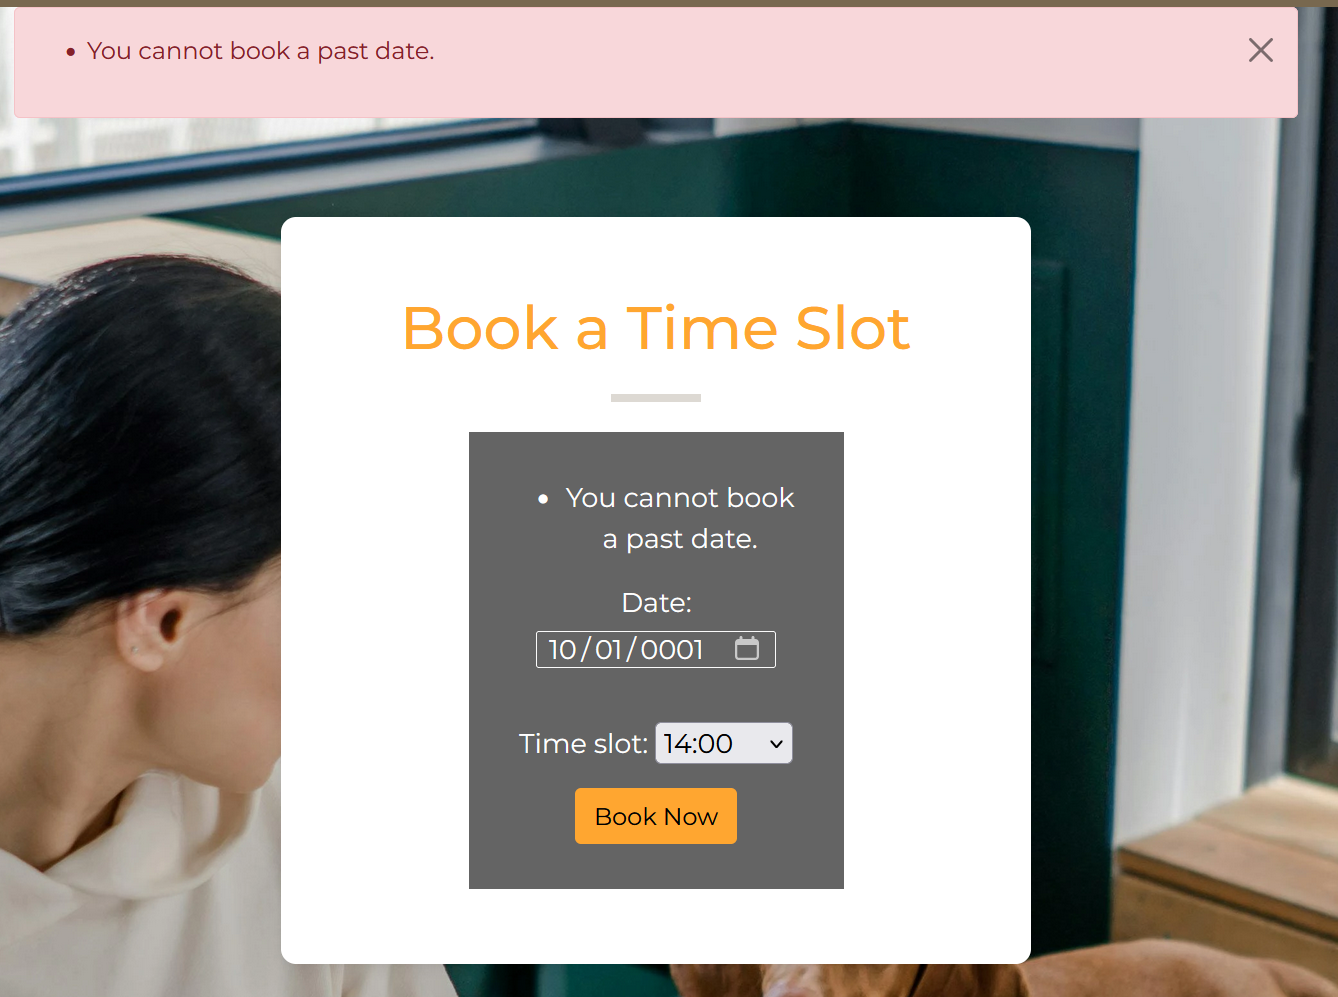 You cannot book a past date.
Book a Time Slot
You cannot book
a past date.
Date:
10/01/0001
Time slot: 14:00
Book Now